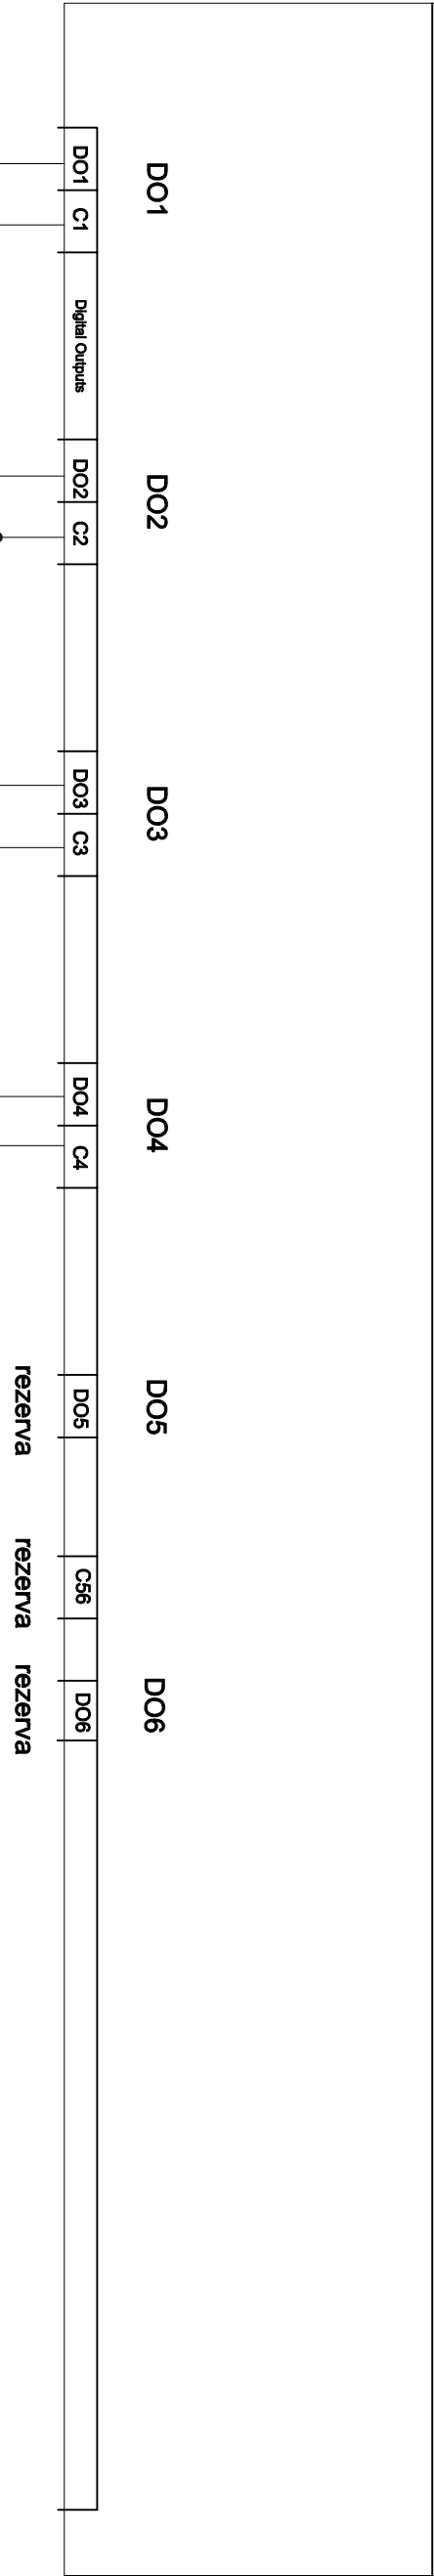 DO1
DO2
DO3
DO4
DO5
DO6
DO1 C1 Digital Outputs DO2 C2 DO3 C3 DO4 C4 DO5 C56 DO6
rezerva rezerva rezerva